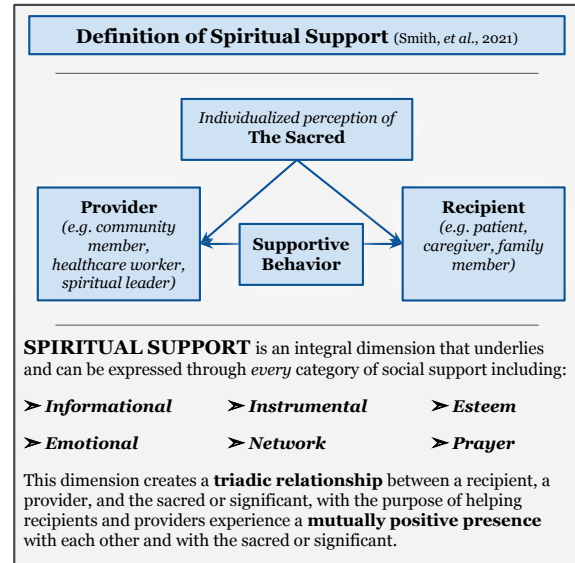 Definition of Spiritual Support (Smith, et al., 2021)
Individualized perception of
The Sacred
Provider
(e.g. community
member,
healthcare worker,
spiritual leader)
Supportive
Behavior
Recipient
(e.g. patient,
caregiver, family
member)
SPIRITUAL SUPPORT is an integral dimension that underlies
and can be expressed through every category of social support including:
➢ Informational ➢ Instrumental ➢ Esteem
➢ Emotional ➢ Network ➢ Prayer
This dimension creates a triadic relationship between a recipient, a
provider, and the sacred or significant, with the purpose of helping
recipients and providers experience a mutually positive presence
with each other and with the sacred or significant.